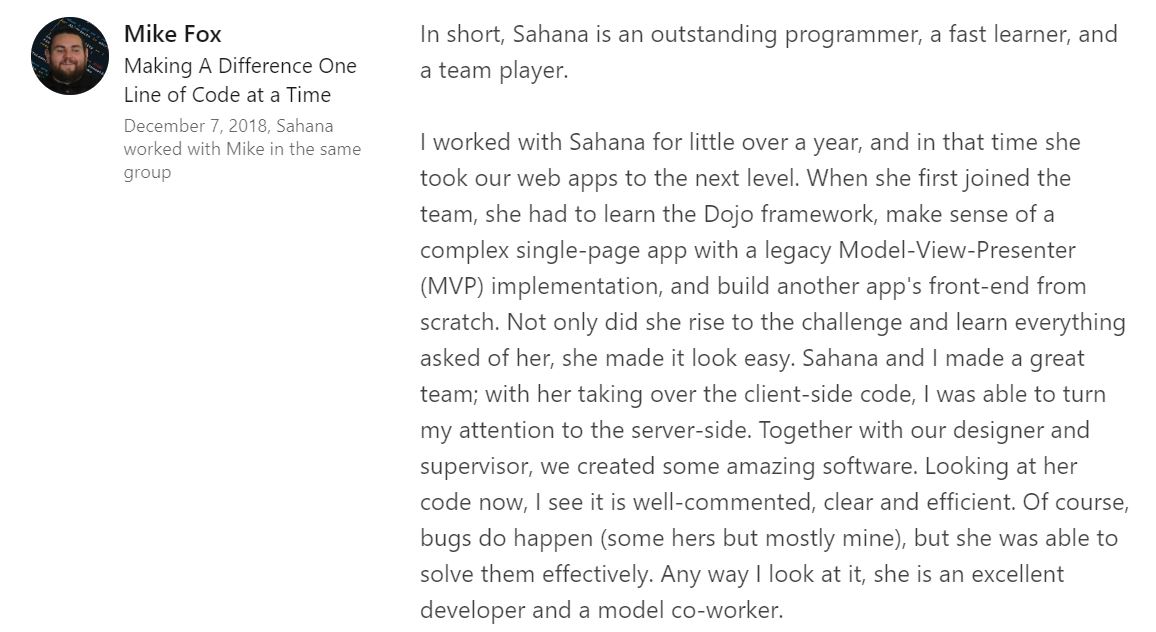 Mike Fox
Making A Difference One
Line of Code at a Time
December 7, 2018, Sahana
worked with Mike in the same
group
In short, Sahana is an outstanding programmer, a fast learner, and
a team player.
I worked with Sahana for little over a year, and in that time she
took our web apps to the next level. When she first joined the
team, she had to learn the Dojo framework, make sense of a
complex single-page app with a legacy Model-View-Presenter
(MVP) implementation, and build another app's front-end from
scratch. Not only did she rise to the challenge and learn everything
asked of her, she made it look easy. Sahana and I made a great
team; with her taking over the client-side code, I was able to turn
my attention to the server-side. Together with our designer and
supervisor, we created some amazing software. Looking at her
code now, I see it is well-commented, clear and efficient. Of course,
bugs do happen (some hers but mostly mine), but she was able to
solve them effectively. Any way I look at it, she is an excellent
developer and a model co-worker.